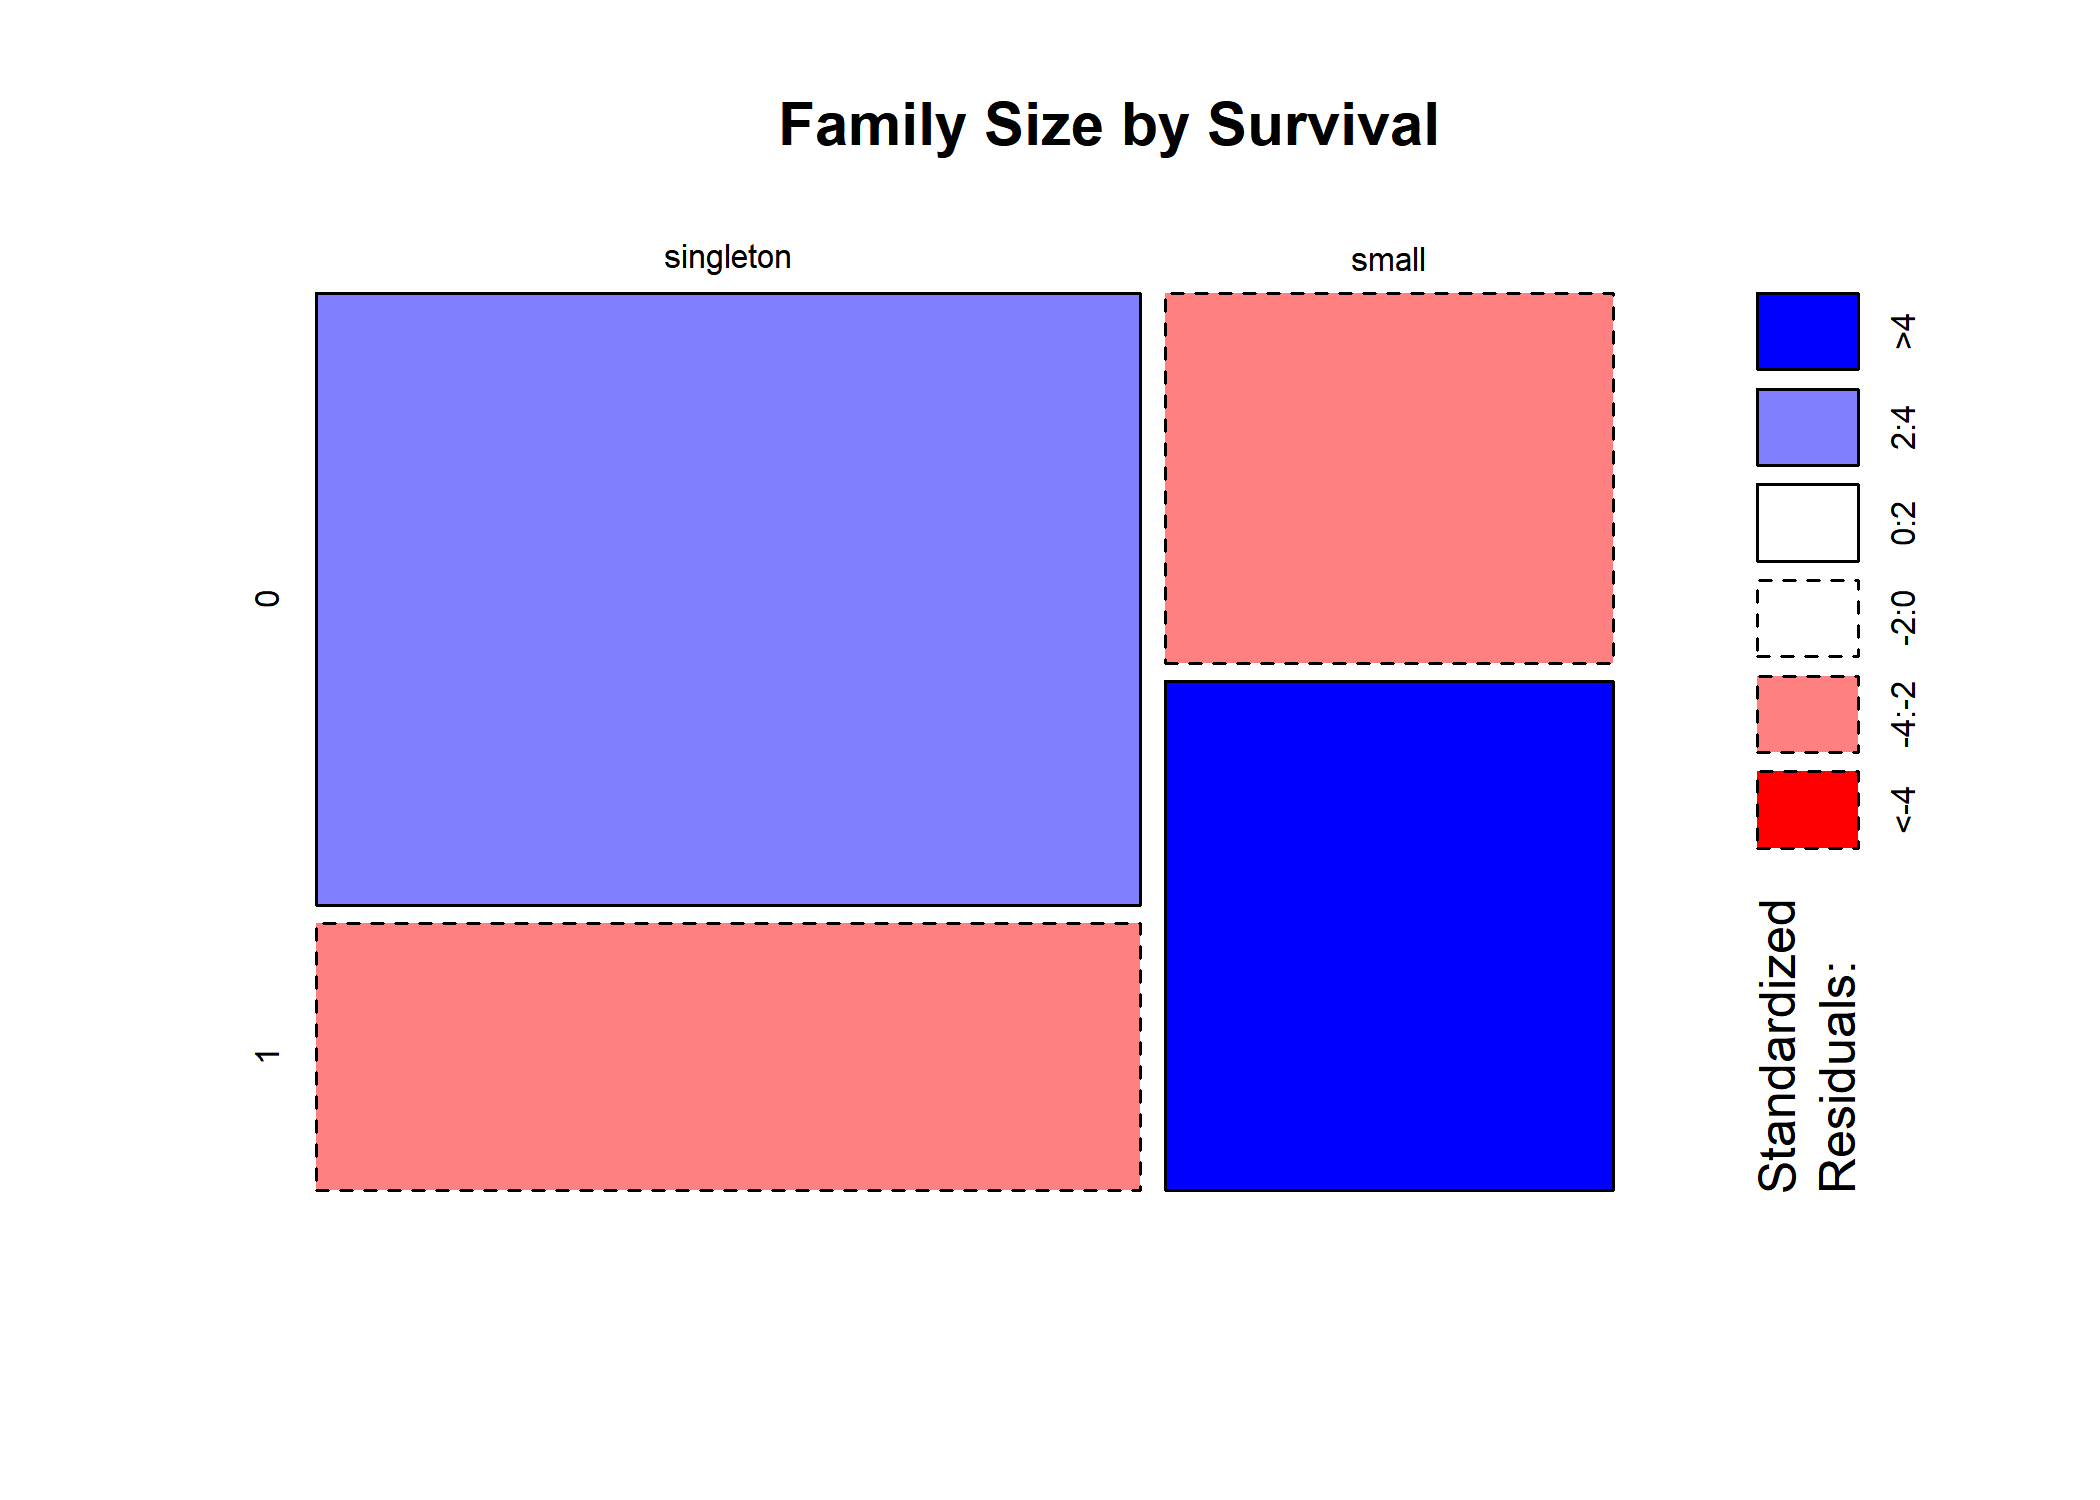 Family Size by Survival
singleton
small
0
1
>4
2:4
0:2
-2:0
-4:-2
<-4
Standardized
Residuals: